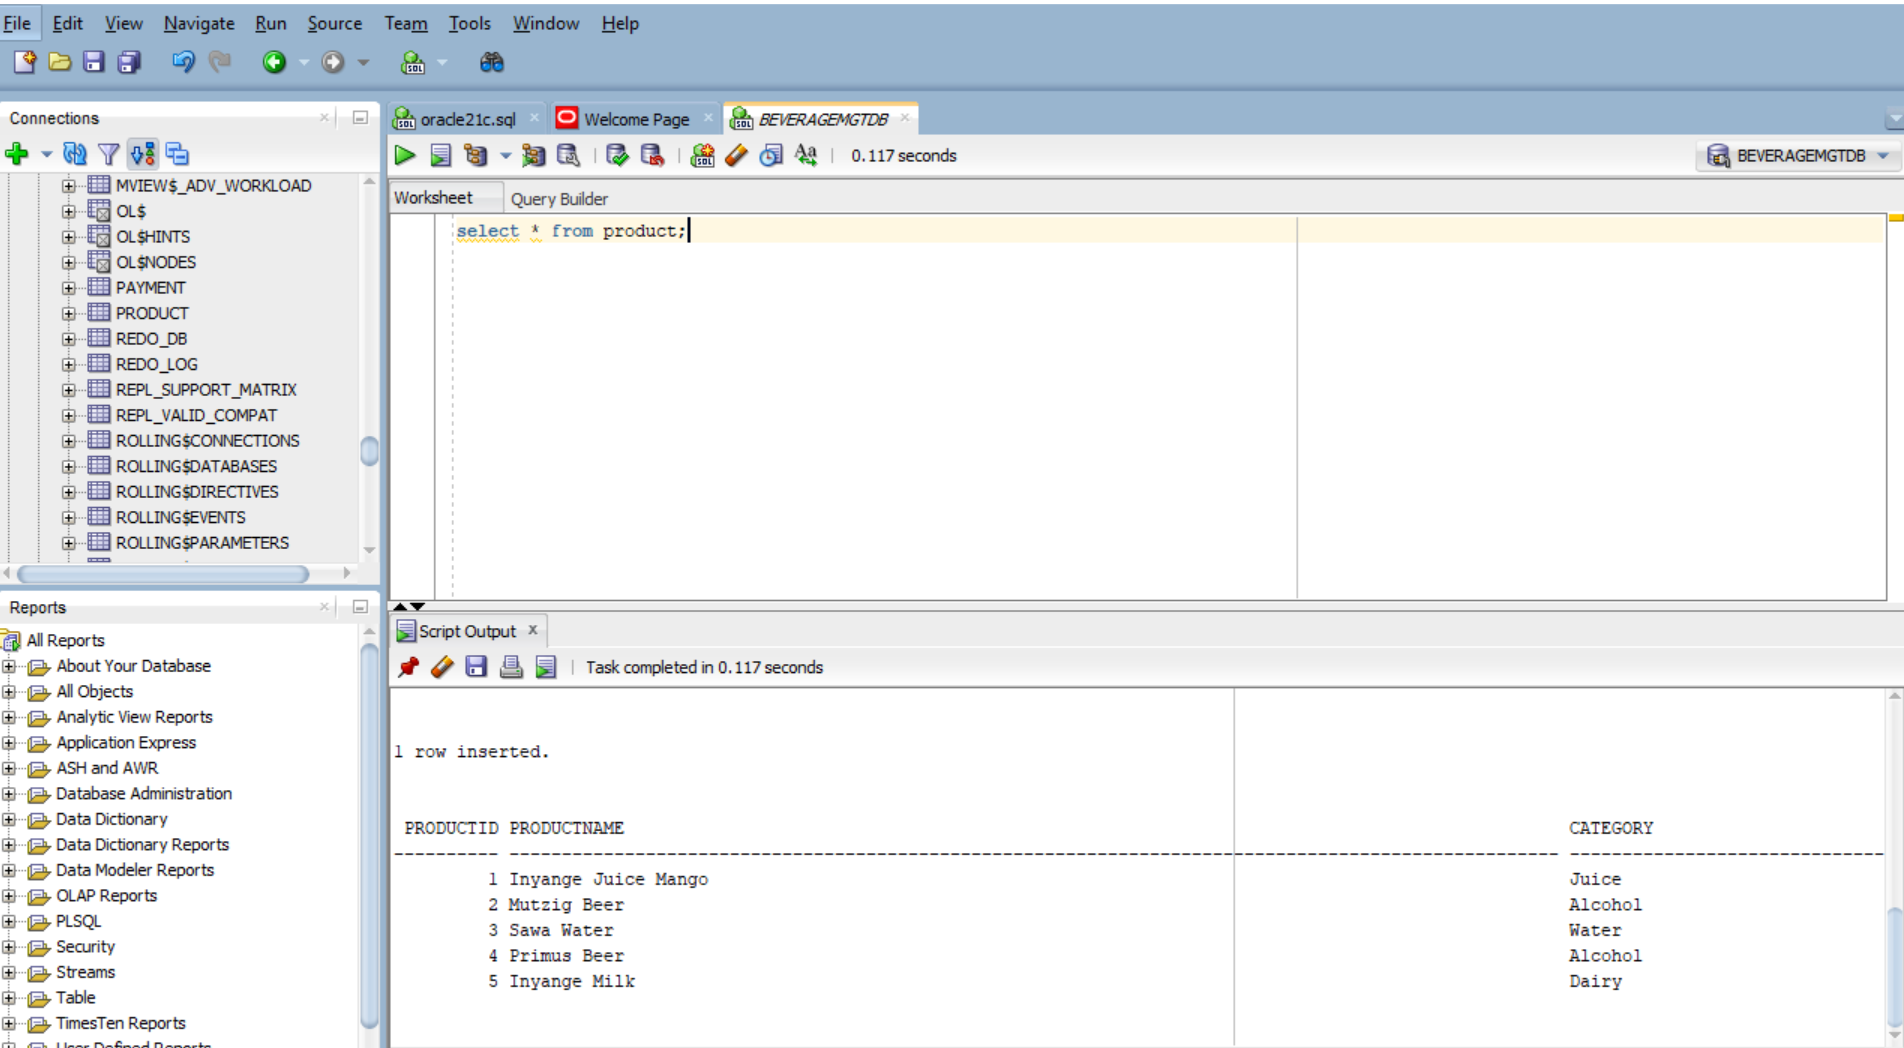 File Edit View Navigate Run Source Team Tools Window Help
Connections
MVIEW$_ADV_WORKLOAD
OL$
OL$HINTS
OL$NODES
PAYMENT
PRODUCT
REDO_DB
REDO_LOG
REPL_SUPPORT_MATRIX
REPL_VALID_COMPAT
ROLLING$CONNECTIONS
ROLLING$DATABASES
ROLLING$DIRECTIVES
ROLLING$EVENTS
ROLLING$PARAMETERS
Reports
All Reports
About Your Database
All Objects
Analytic View Reports
Application Express
ASH and AWR
Database Administration
Data Dictionary
Data Dictionary Reports
Data Modeler Reports
OLAP Reports
PLSQL
Security
Streams
Table
TimesTen Reports
User Defined Reports
oracle21c.sql Welcome Page BEVERAGEMGTDB
0.117 seconds BEVERAGEMGTDB
Worksheet Query Builder
select * from product;
Script Output x
Task completed in 0.117 seconds
1 row inserted.
PRODUCTID PRODUCTNAME CATEGORY
1 Inyange Juice Mango Juice
2 Mutzig Beer Alcohol
3 Sawa Water Water
4 Primus Beer Alcohol
5 Inyange Milk Dairy